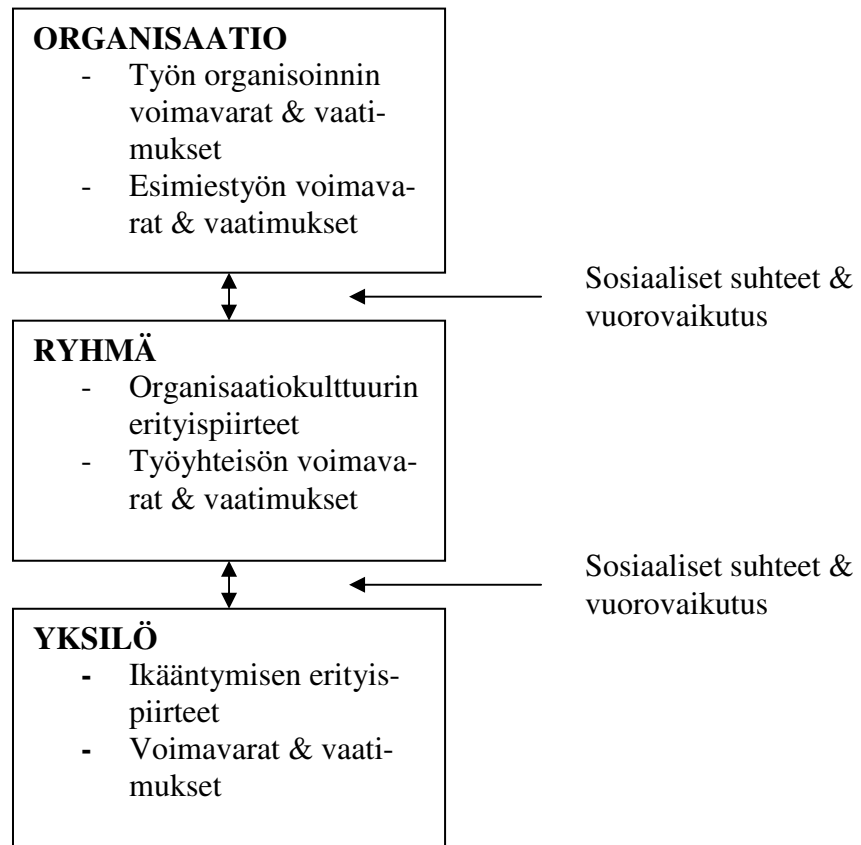 ORGANISAATIO
- Työn organisoinnin
voimavarat & vaati-
mukset
- Esimiestyön voimava-
rat & vaatimukset
Sosiaaliset suhteet &
vuorovaikutus
RYHMÄ
- Organisaatiokulttuurin
erityispiirteet
- Työyhteisön voimava-
rat & vaatimukset
Sosiaaliset suhteet &
vuorovaikutus
YKSILÖ
- Ikääntymisen erityis-
piirteet
- Voimavarat & vaati-
mukset